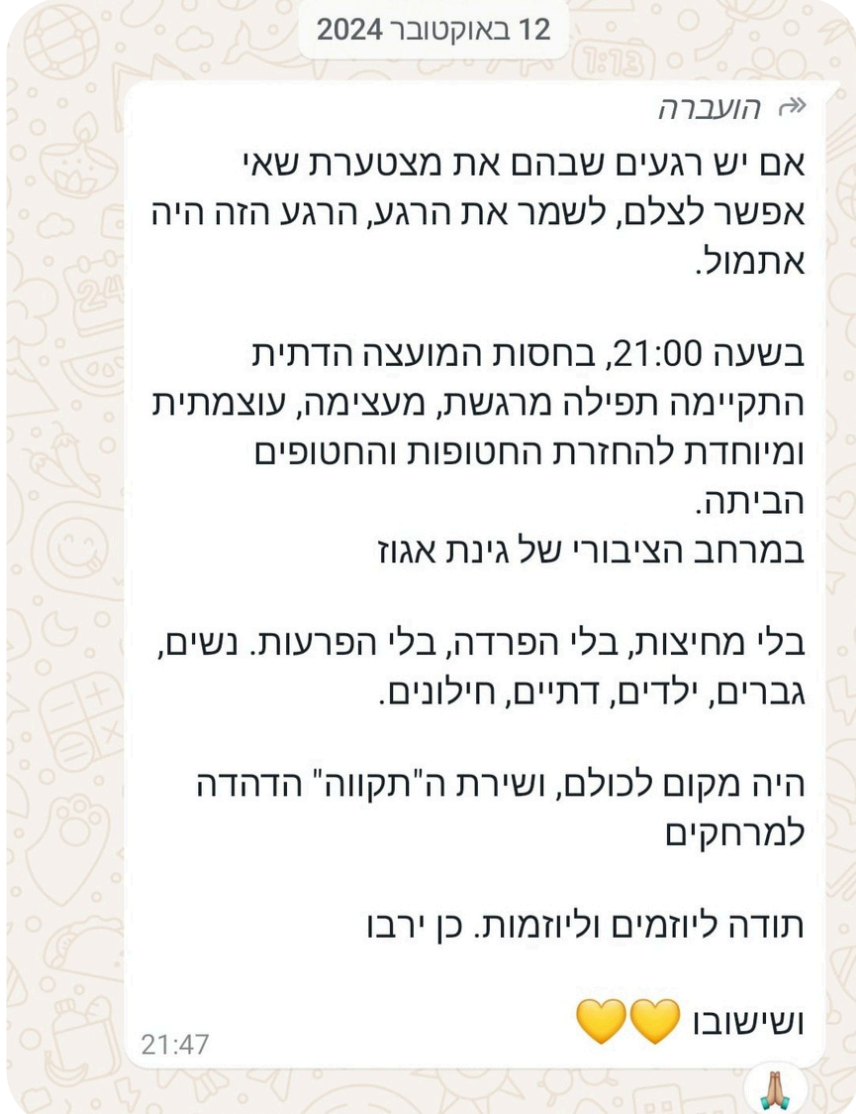 12 באוקטובר 2024
הועברה
אם יש רגעים שבהם את מצטערת שאי
אפשר לצלם, לשמר את הרגע, הרגע הזה היה
אתמול.
בשעה 21:00, בחסות המועצה הדתית
התקיימה תפילה מרגשת, מעצימה, עוצמתית
ומיוחדת להחזרת החטופות והחטופים
הביתה.
במרחב הציבורי של גינת אגוז
בלי מחיצות, בלי הפרדה, בלי הפרעות. נשים,
גברים, ילדים, דתיים, חילונים.
היה מקום לכולם, ושירת ה"תקווה" הדהדה
למרחקים
תודה ליוזמים וליוזמות. כן ירבו
ושישובו 💛💛
21:47